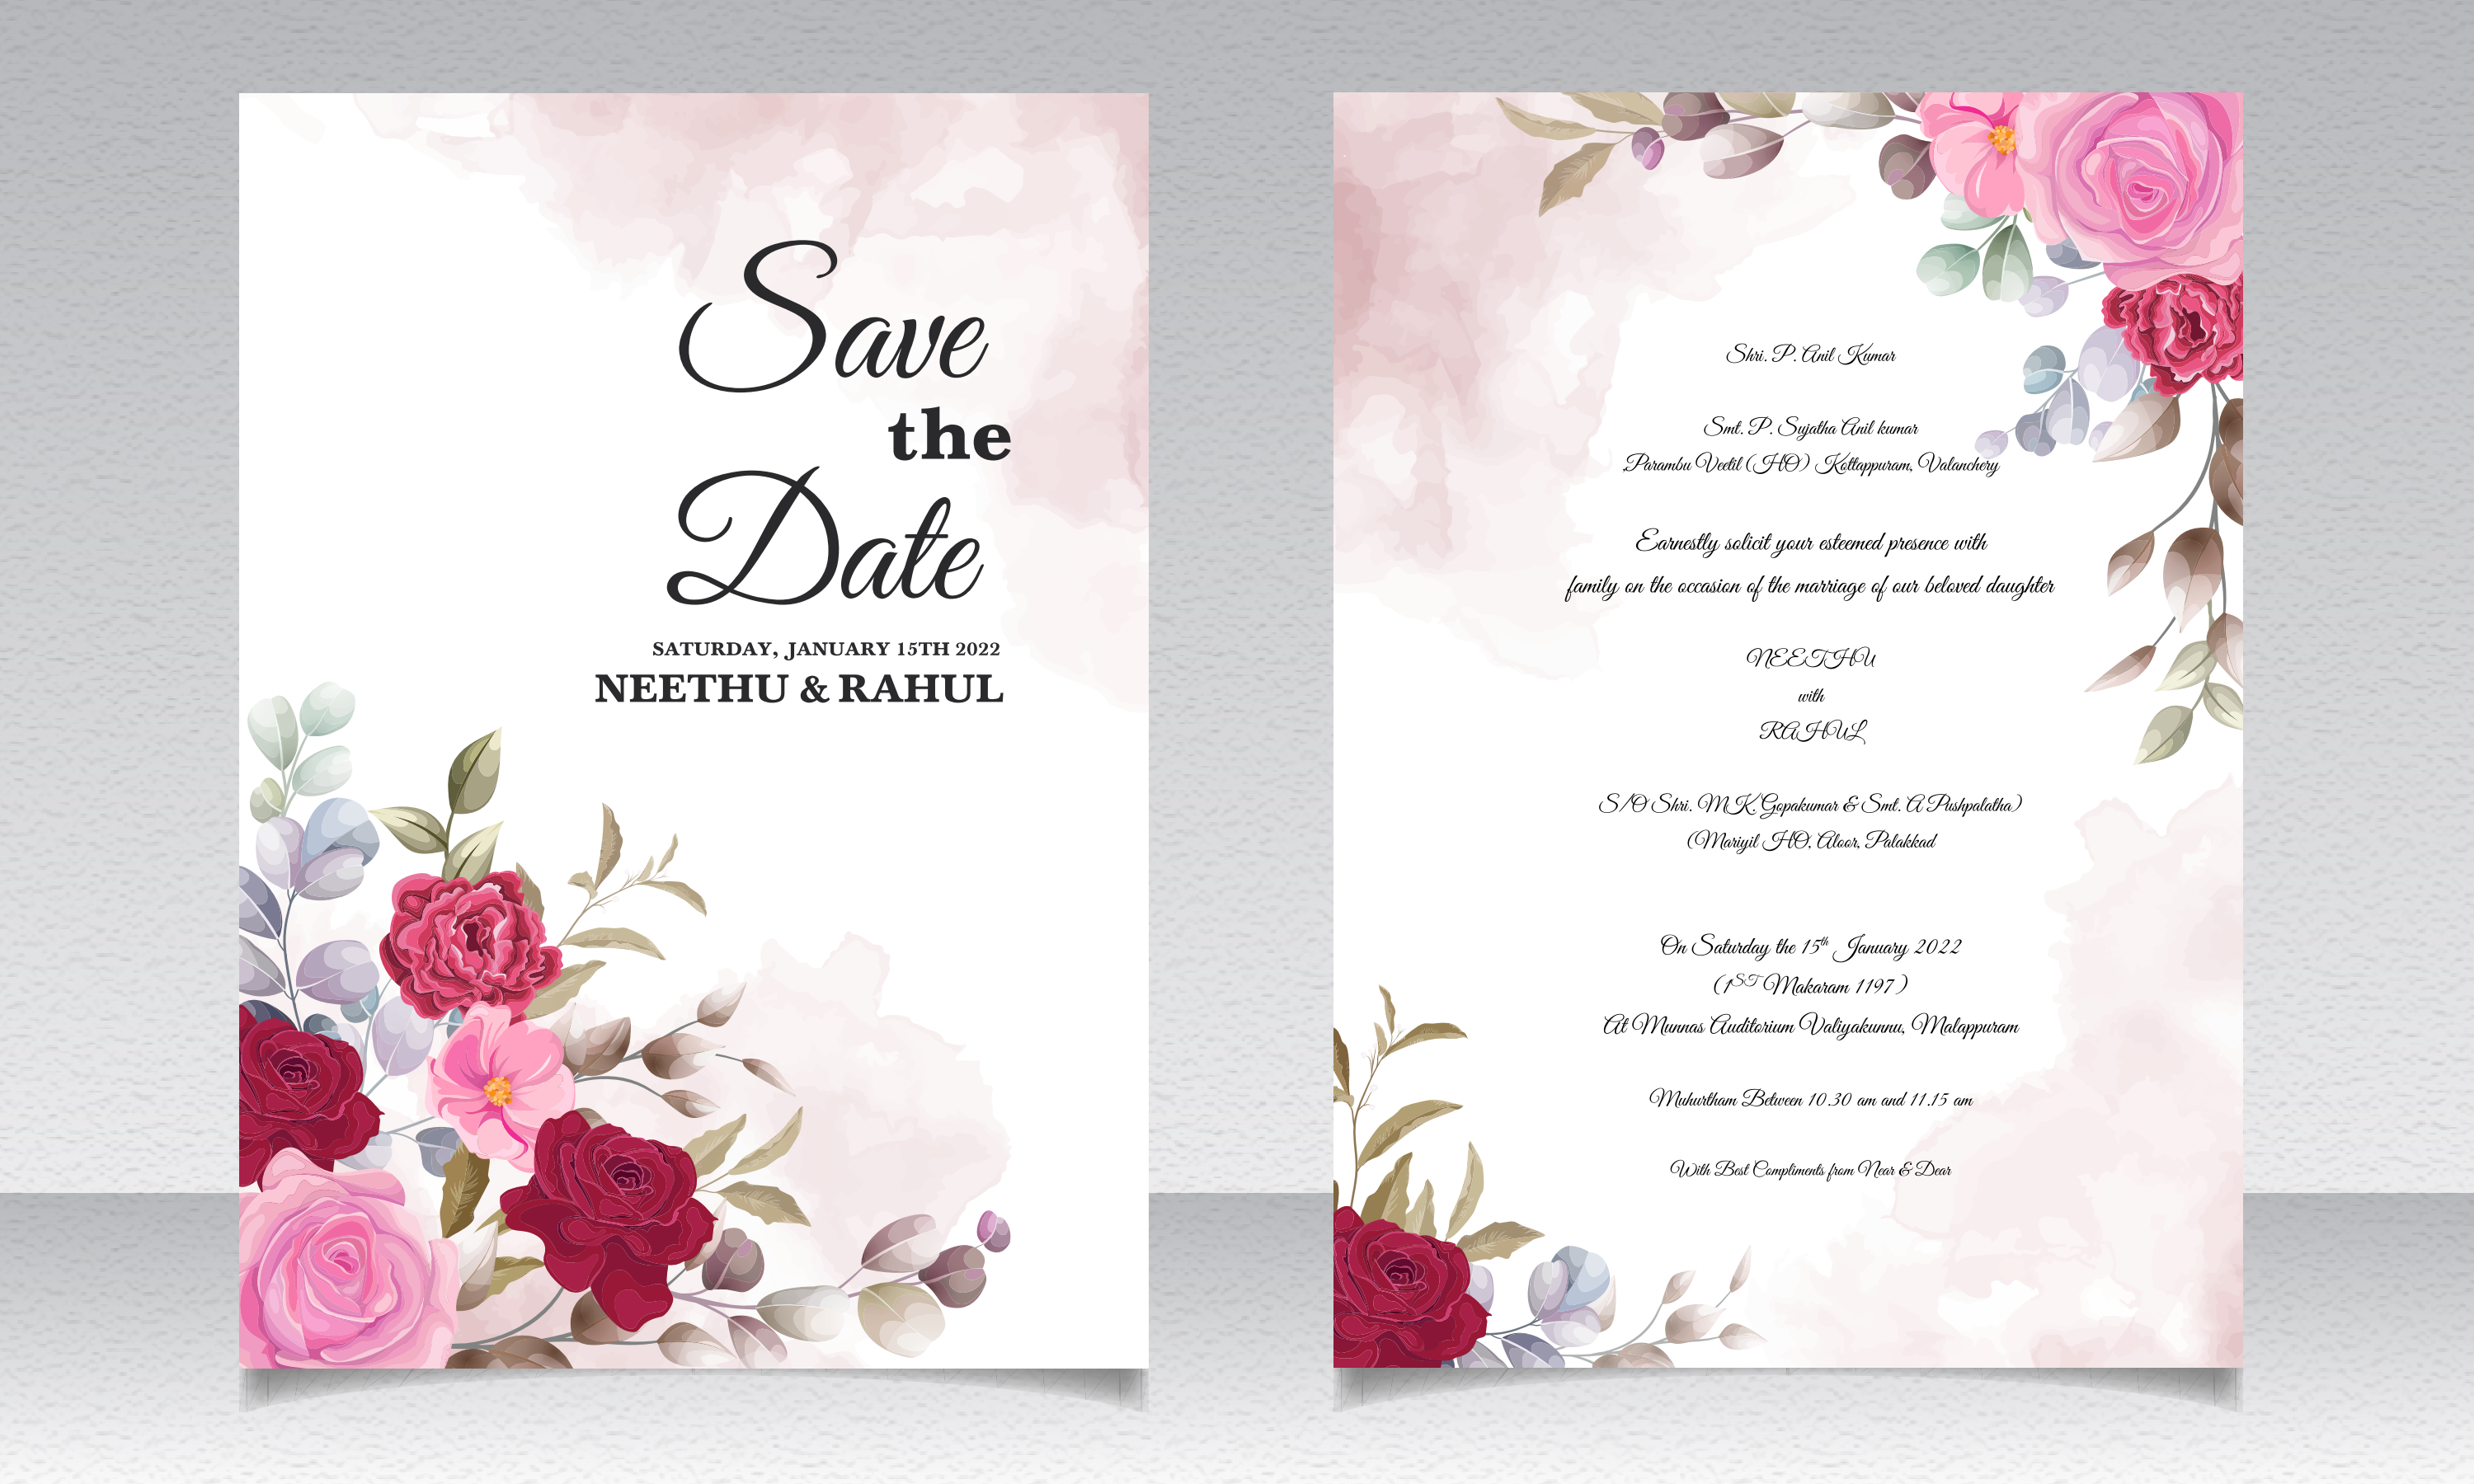 Save
the
Date
SATURDAY, JANUARY 15TH 2022
NEETHU & RAHUL
Shri. P. Anil Kumar
Smt. P. Sujatha Anil kumar
Parambu Veetil (HO) Kottappuram, Valanchery
Earnestly solicit your esteemed presence with
family on the occasion of the marriage of our beloved daughter
NEETHU
with
RAHUL
S/O Shri. M.K. Gopakumar & Smt. A Pushpalatha)
(Mariyil HO, Aloor, Palakkad
On Saturday the 15th January 2022
(1ST Makaram 1197)
At Munnas Auditorium Valiyakunnu, Malappuram
Muhurtham Between 10.30 am and 11.15 am
With Best Compliments from Near & Dear